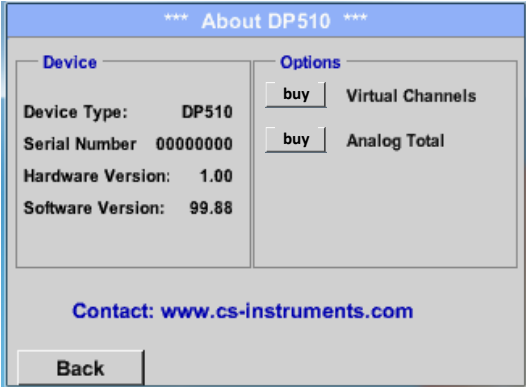 *** About DP510 ***
Device
Device Type: DP510
Serial Number 00000000
Hardware Version: 1.00
Software Version: 99.88
Options
buy Virtual Channels
buy Analog Total
Contact: www.cs-instruments.com
Back